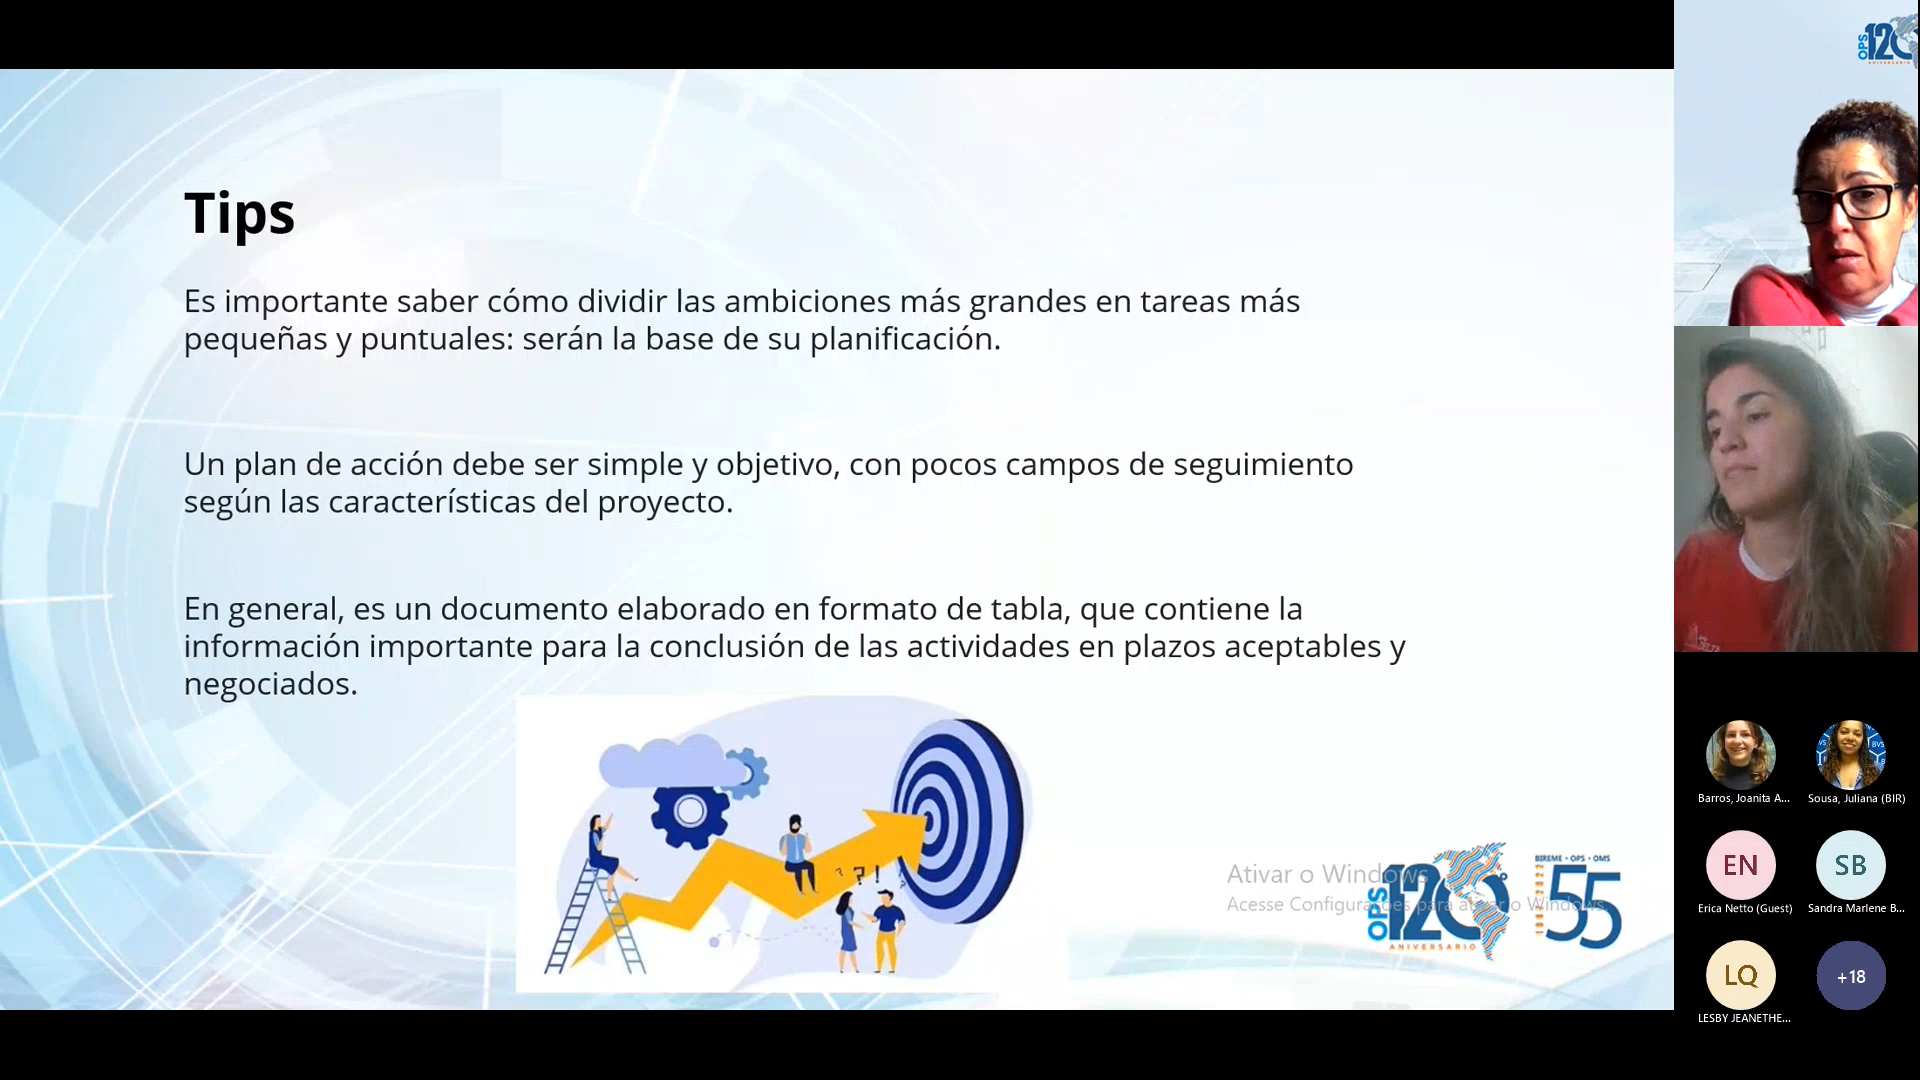 Tips
Es importante saber cómo dividir las ambiciones más grandes en tareas más
pequeñas y puntuales: serán la base de su planificación.
Un plan de acción debe ser simple y objetivo, con pocos campos de seguimiento
según las características del proyecto.
En general, es un documento elaborado en formato de tabla, que contiene la
información importante para la conclusión de las actividades en plazos aceptables y
negociados.
? ? ! ?
Ativar o Windows
Acesse Configurações para ativar o Windows.
OPS 120
ANIVERSARIO
BIREME • OPS • OMS
55
OPS 120
ANIVERSARIO
BVS
Barros, Joanita A...
Sousa, Juliana (BIR)
EN
SB
Erica Netto (Guest)
Sandra Marlene B...
LQ
+18
LESBY JEANETHE...